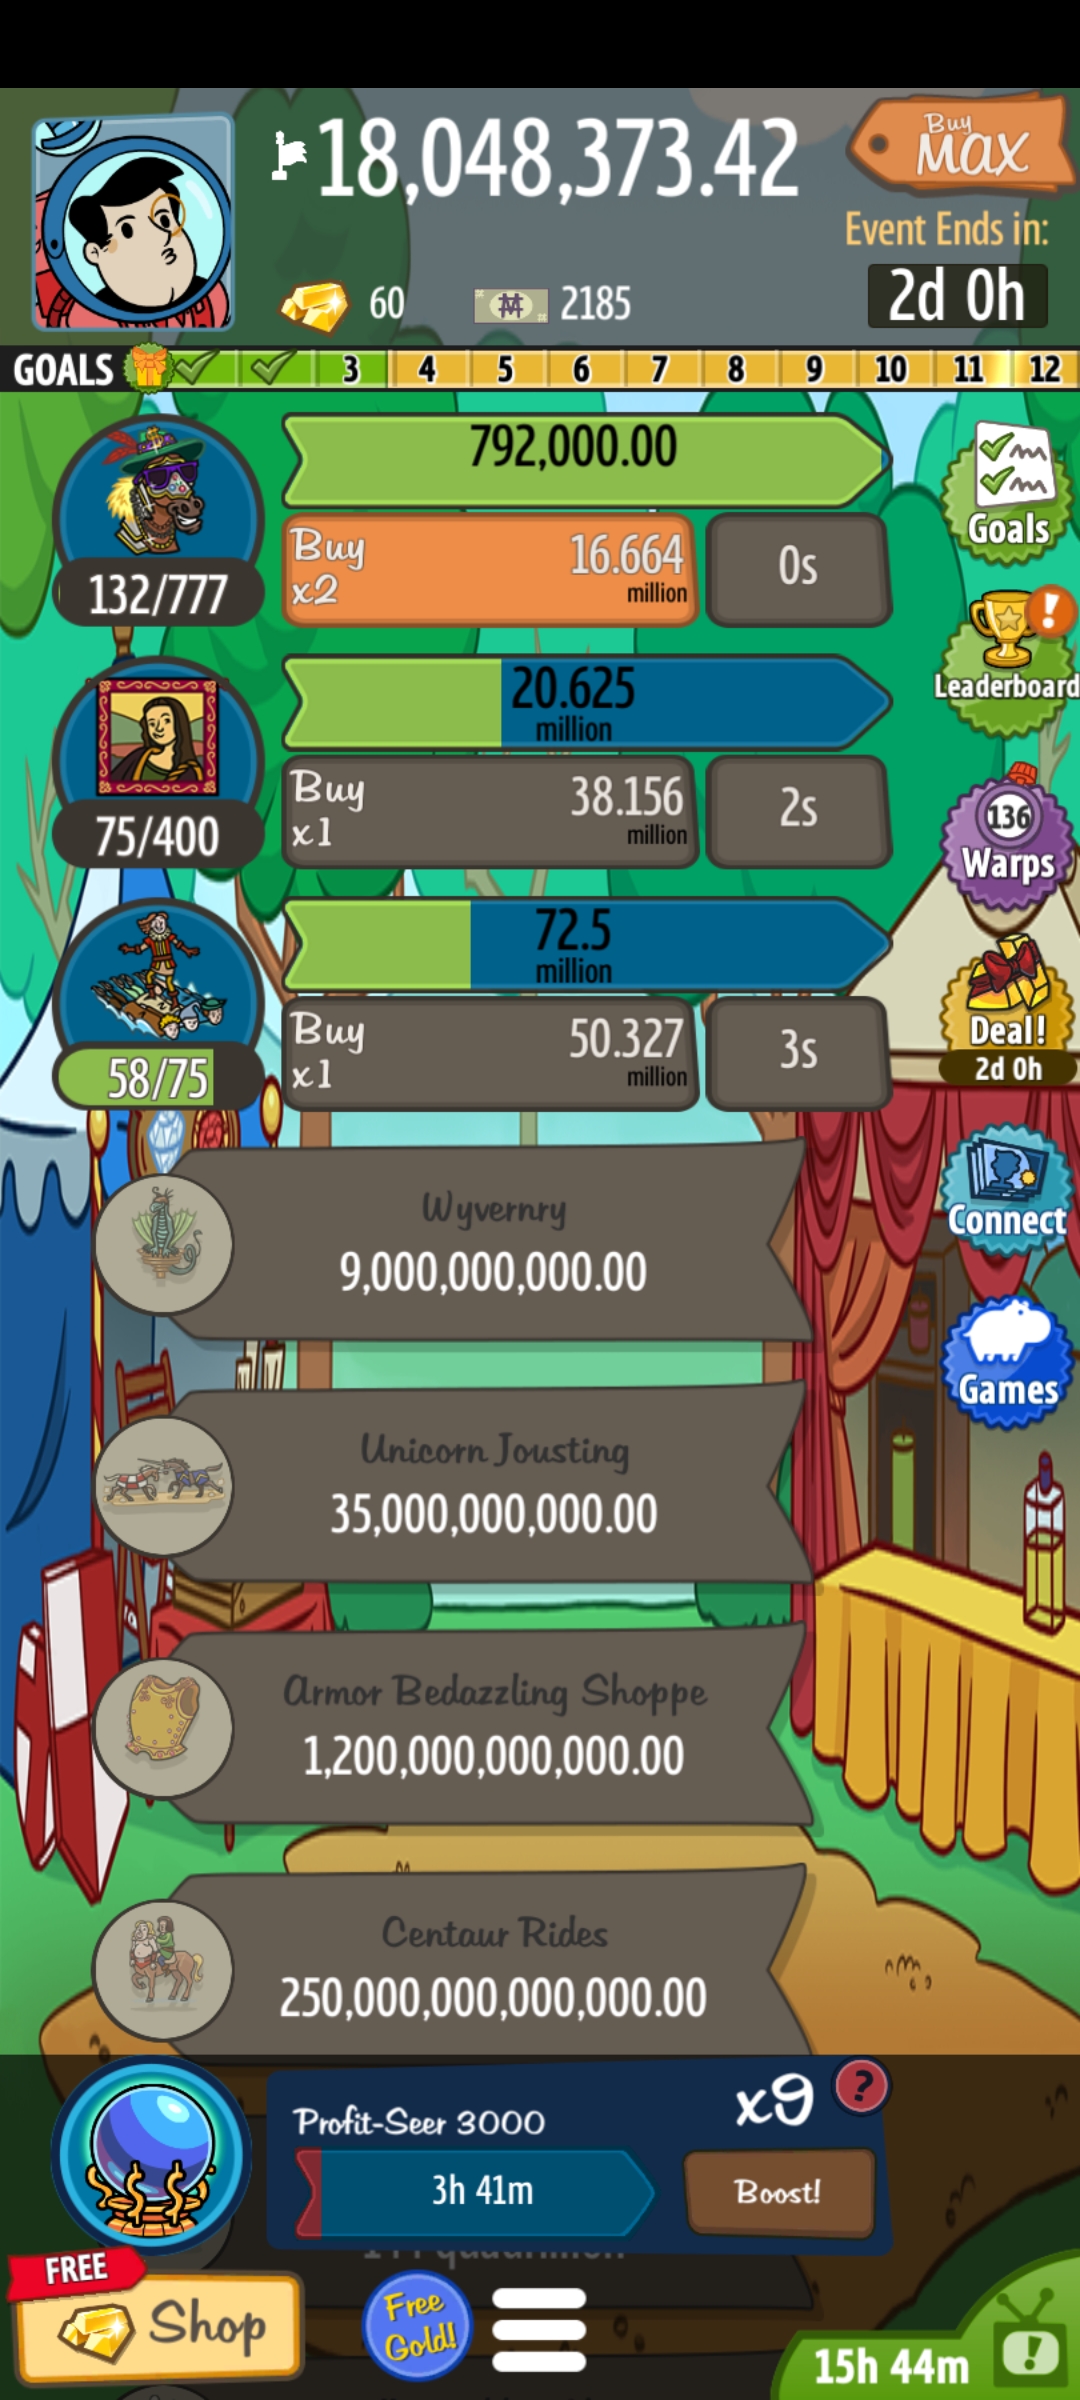 18,048,373.42
Buy
MAX
Event Ends in:
60
2185
2d 0h
GOALS
3 4 5 6 7 8 9 10 11 12
792,000.00
Buy
x2
16.664
million
0s
132/777
Goals
Leaderboard
20.625
million
Buy
x1
38.156
million
2s
75/400
136
Warps
72.5
million
Buy
x1
50.327
million
3s
58/75
Deal!
2d 0h
Connect
Wyvernry
9,000,000,000.00
Games
Unicorn Jousting
35,000,000,000.00
Armor Bedazzling Shoppe
1,200,000,000,000.00
Centaur Rides
250,000,000,000,000.00
Profit-Seer 3000
x9
?
3h 41m
Boost!
FREE
Shop
Free
Gold!
15h 44m